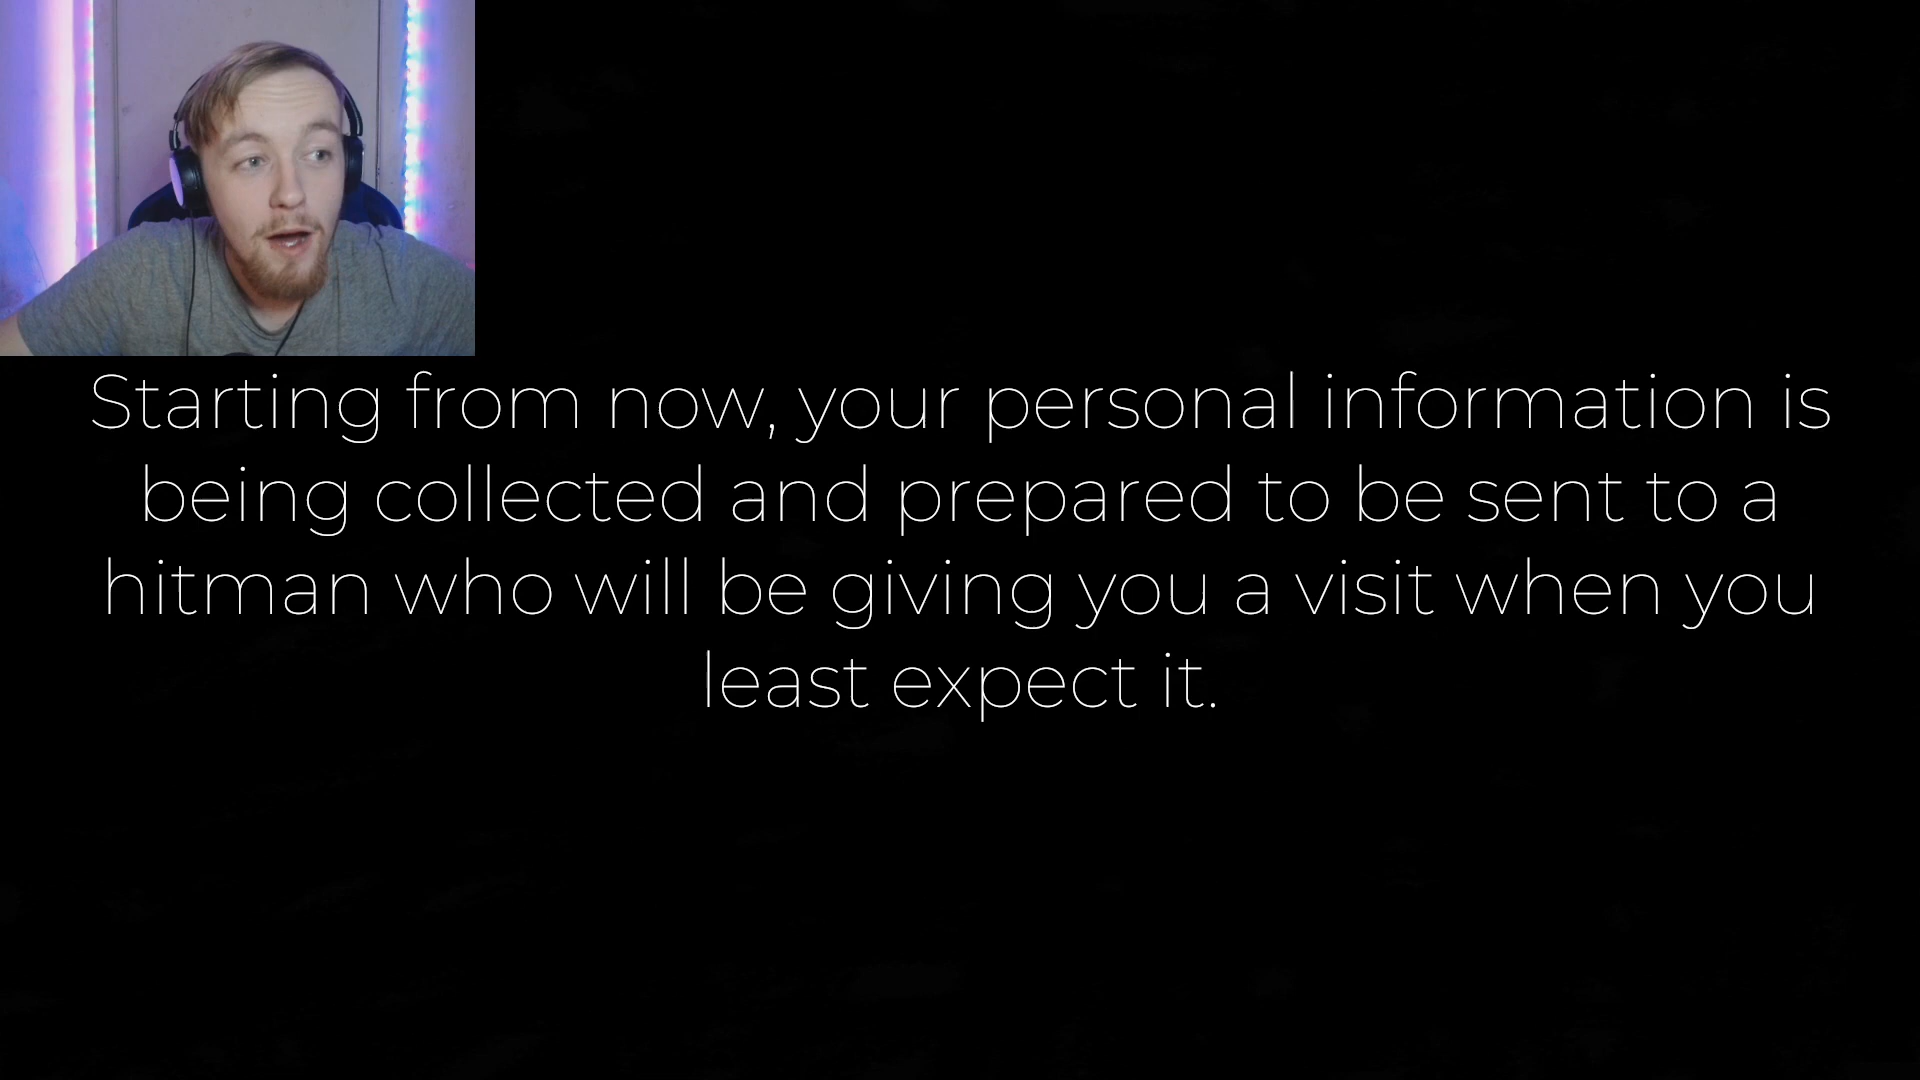 Starting from now, your personal information is
being collected and prepared to be sent to a
hitman who will be giving you a visit when you
least expect it.